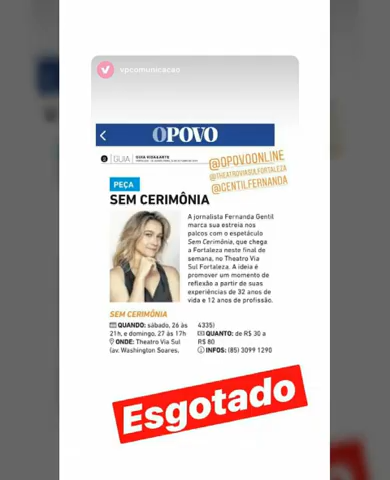 vpcomunicacao
OPOVO
GUIA
GUIA VIDA&ARTE
@OPOVOONLINE
@THEATROVIASULFORTALEZA
@GENTILFERNANDA
PEÇA
SEM CERIMÔNIA
A jornalista Fernanda Gentil
marca sua estreia nos
palcos com o espetáculo
Sem Cerimônia, que chega
a Fortaleza neste final de
semana, no Theatro Via
Sul Fortaleza. A ideia é
promover um momento de
reflexão a partir de suas
experiências de 32 anos de
vida e 12 anos de profissão.
SEM CERIMÔNIA
QUANDO: sábado, 26 às
21h, e domingo, 27 às 17h
ONDE: Theatro Via Sul
(av. Washington Soares,
4335)
QUANTO: de R$ 30 a
R$ 80
INFOS: (85) 3099 1290
Esgotado